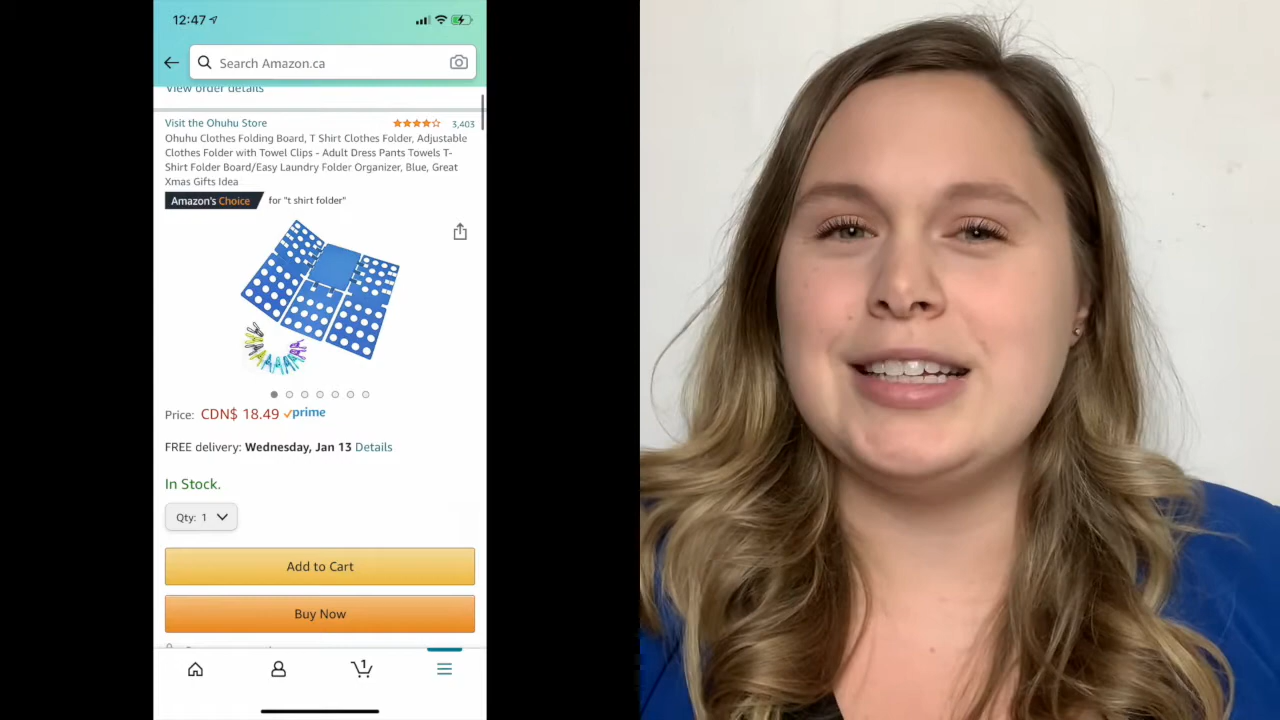 12:47
Search Amazon.ca
View order details
Visit the Ohuhu Store
3,403
Ohuhu Clothes Folding Board, T Shirt Clothes Folder, Adjustable
Clothes Folder with Towel Clips - Adult Dress Pants Towels T-
Shirt Folder Board/Easy Laundry Folder Organizer, Blue, Great
Xmas Gifts Idea
Amazon's Choice for "t shirt folder"
Price: CDN$ 18.49 prime
FREE delivery: Wednesday, Jan 13 Details
In Stock.
Qty: 1
Add to Cart
Buy Now
1